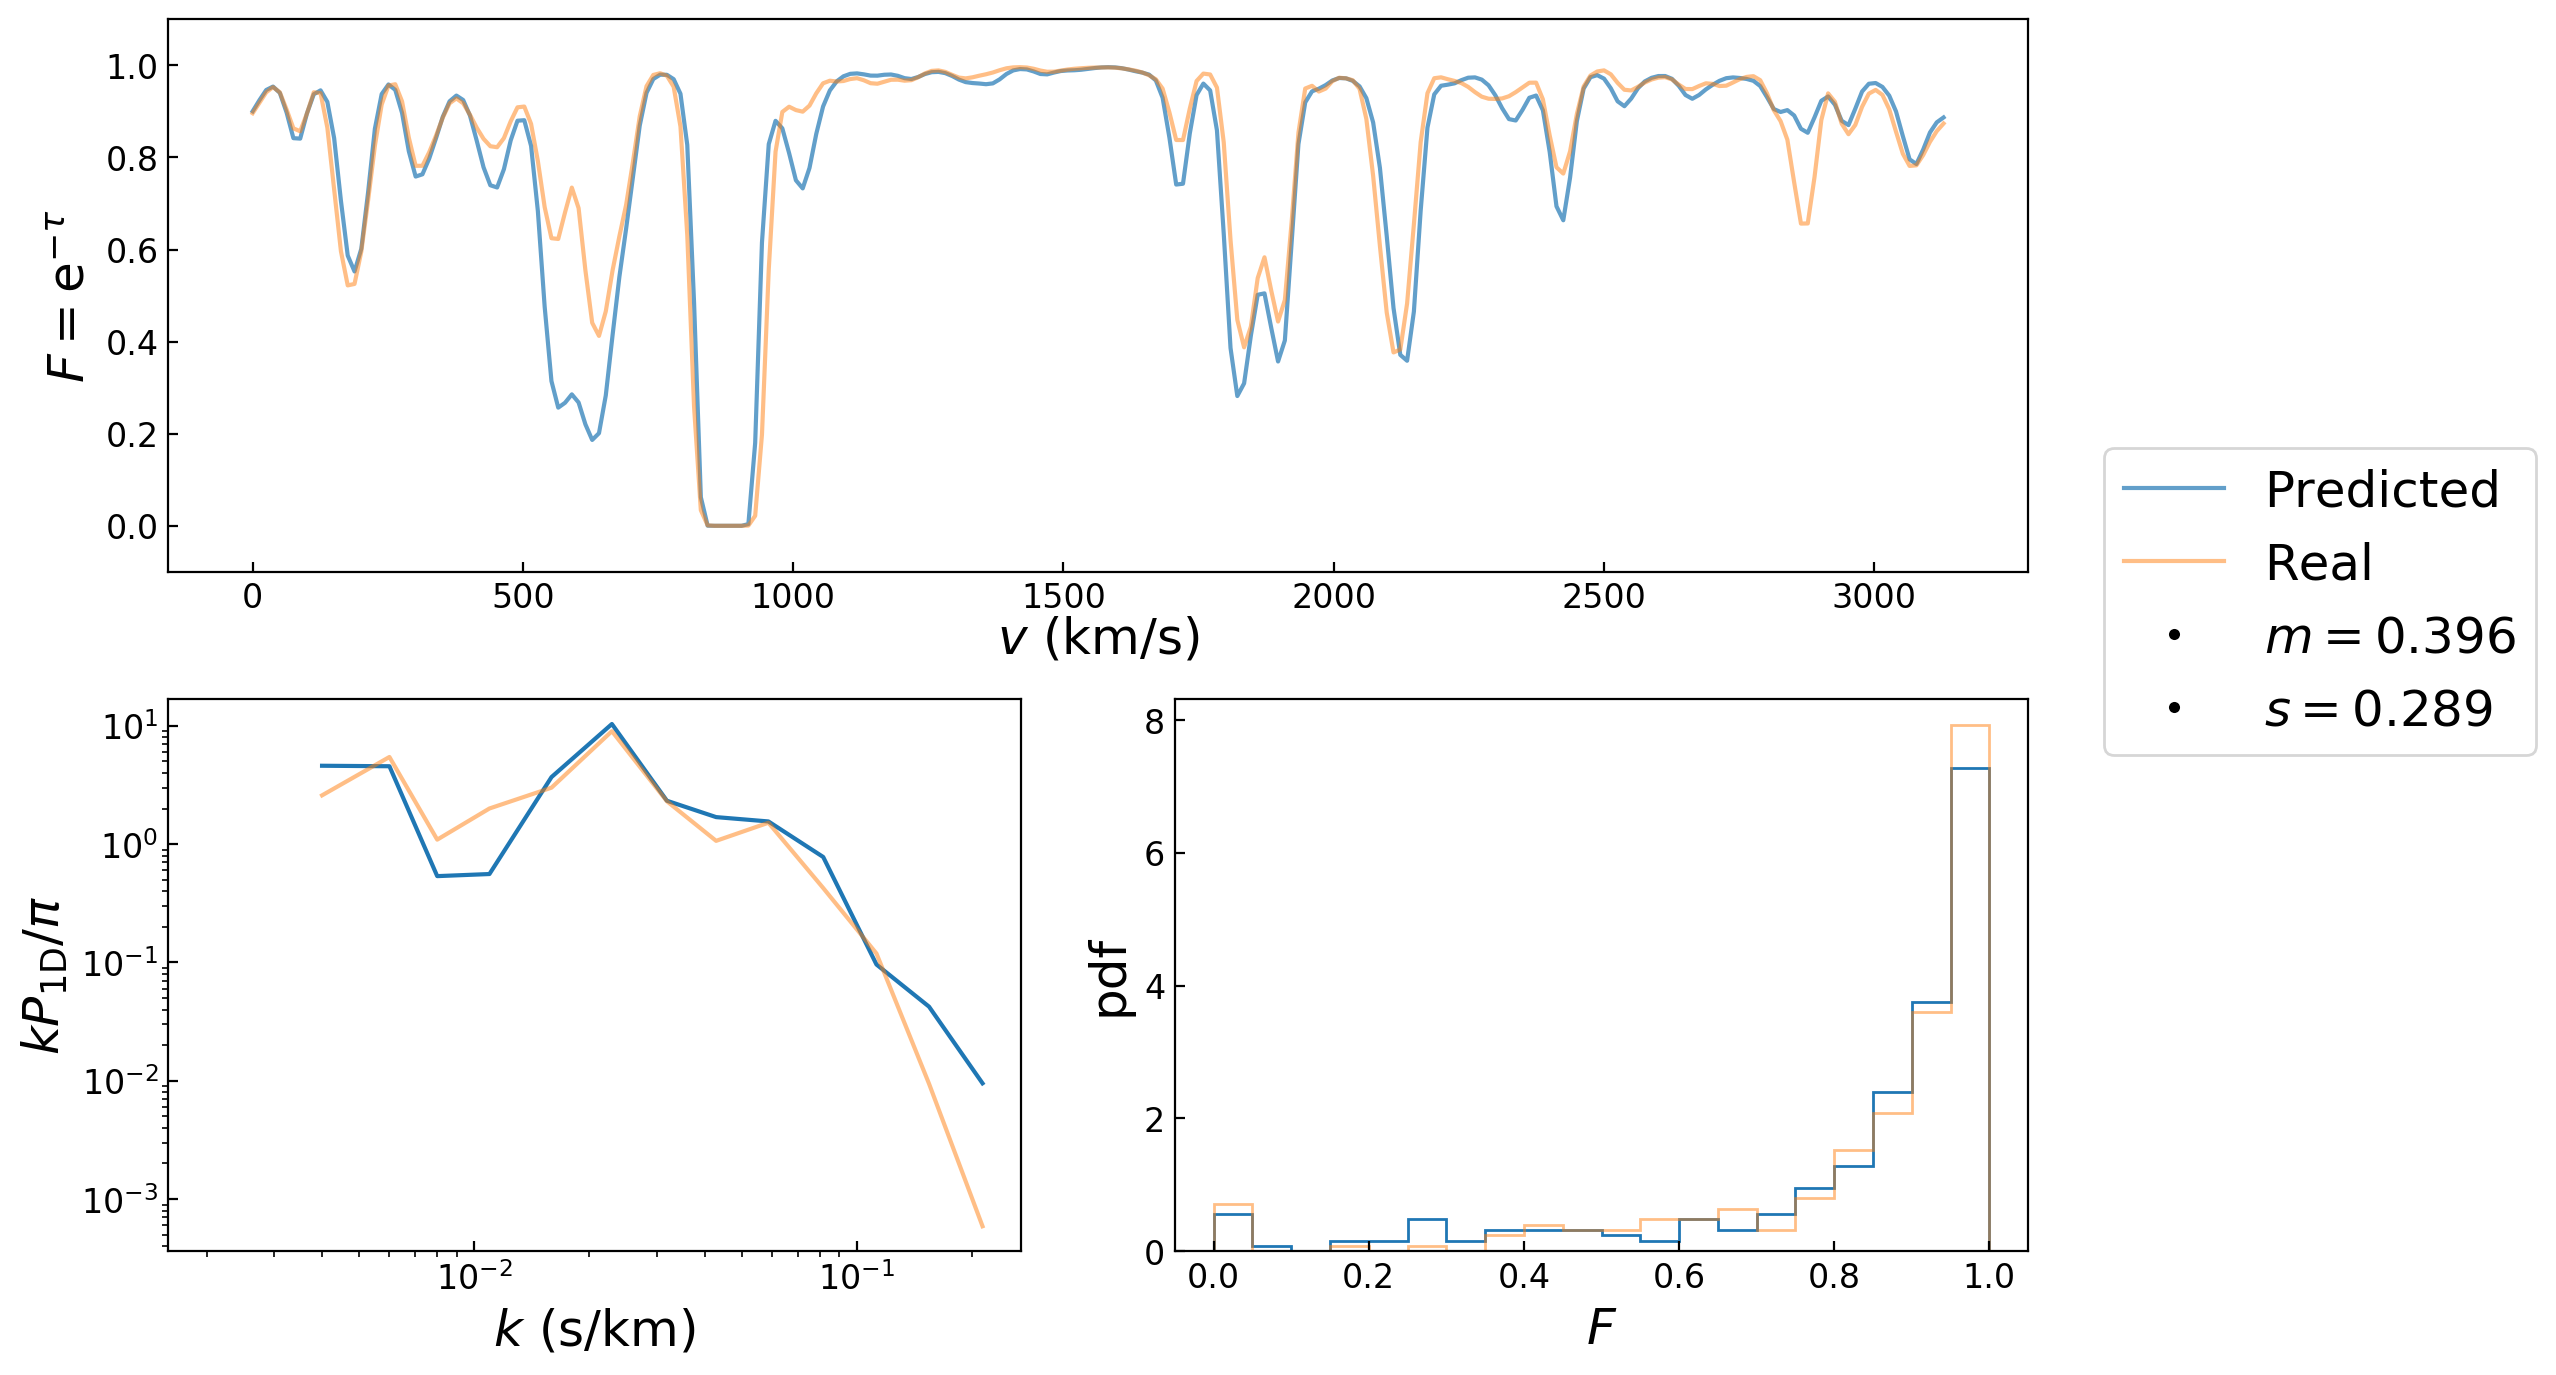 1.0
0.8
0.6
0.4
0.2
0.0
F = e^{-τ}
0 500 1000 1500 2000 2500 3000
v (km/s)
Predicted
Real
m = 0.396
s = 0.289
10^1
10^0
10^{-1}
10^{-2}
10^{-3}
kP_{1D}/π
10^{-2} 10^{-1}
k (s/km)
8
6
4
2
0
pdf
0.0 0.2 0.4 0.6 0.8 1.0
F